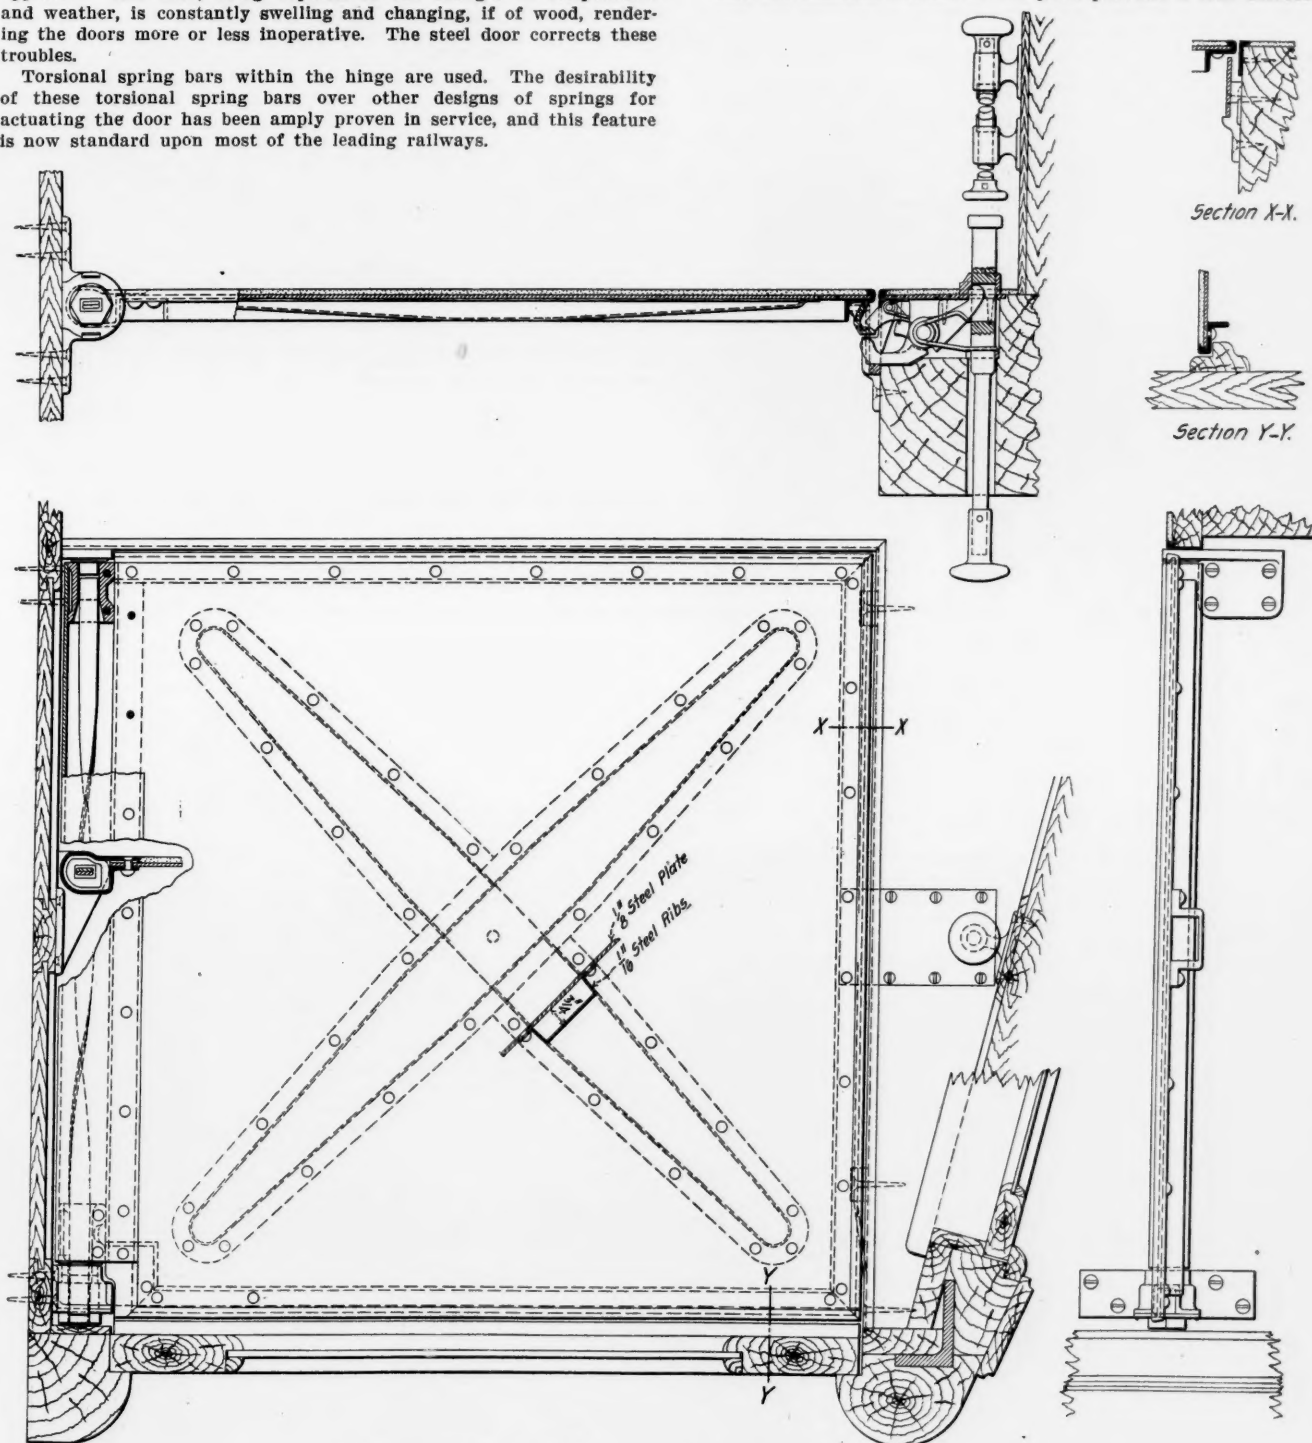 and weather, is constantly swelling and changing, if of wood, render-
ing the doors more or less inoperative. The steel door corrects these
troubles.
Torsional spring bars within the hinge are used. The desirability
of these torsional spring bars over other designs of springs for
actuating the door has been amply proven in service, and this feature
is now standard upon most of the leading railways.
Section X-X.
Section Y-Y.
X X
1/8" Steel Plate
1/16" Steel Ribs
Y
Y